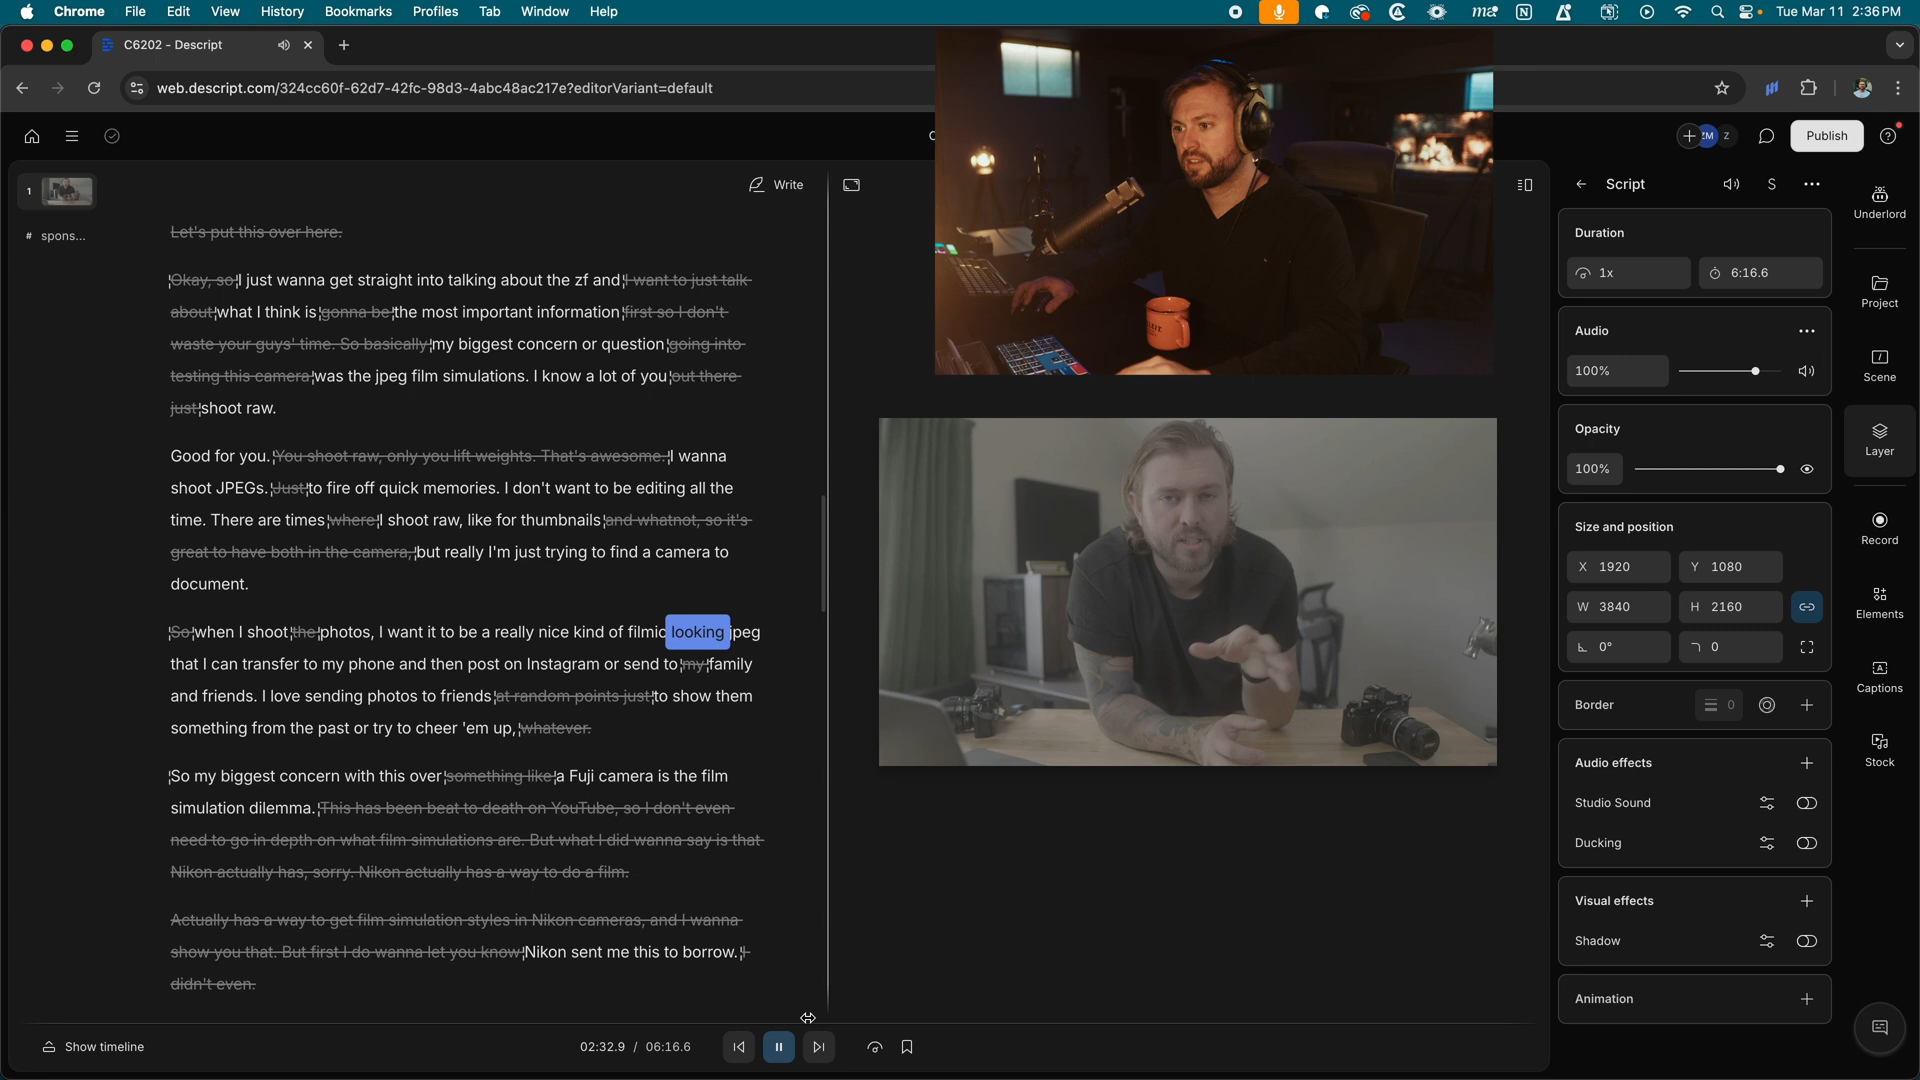 Chrome File Edit View History Bookmarks Profiles Tab Window Help
Tue Mar 11 2:36 PM
C6202 - Descript
web.descript.com/324cc60f-62d7-42fc-98d3-4abc48ac217e?editorVariant=default
ZM Z
Publish
1
Write
Script
S
# spons...
Let's put this over here.
Okay, so I just wanna get straight into talking about the zf and I want to just talk
about what I think is gonna be the most important information first so I don't
waste your guys' time. So basically my biggest concern or question going into
testing this camera was the jpeg film simulations. I know a lot of you out there
just shoot raw.
Good for you. You shoot raw, only you lift weights. That's awesome. I wanna
shoot JPEGs. Just to fire off quick memories. I don't want to be editing all the
time. There are times where I shoot raw, like for thumbnails and whatnot, so it's
great to have both in the camera, but really I'm just trying to find a camera to
document.
So when I shoot the photos, I want it to be a really nice kind of filmic looking jpeg
that I can transfer to my phone and then post on Instagram or send to my family
and friends. I love sending photos to friends at random points just to show them
something from the past or try to cheer 'em up, whatever.
So my biggest concern with this over something like a Fuji camera is the film
simulation dilemma. This has been beat to death on YouTube, so I don't even
need to go in depth on what film simulations are. But what I did wanna say is that
Nikon actually has, sorry. Nikon actually has a way to do a film.
Actually has a way to get film simulation styles in Nikon cameras, and I wanna
show you that. But first I do wanna let you know Nikon sent me this to borrow. I
didn't even.
Show timeline
02:32.9 / 06:16.6
Duration
1x
6:16.6
Audio
100%
Opacity
100%
Size and position
X 1920
Y 1080
W 3840
H 2160
0°
0
Border
0
Audio effects
Studio Sound
Ducking
Visual effects
Shadow
Animation
Underlord
Project
Scene
Layer
Record
Elements
Captions
Stock